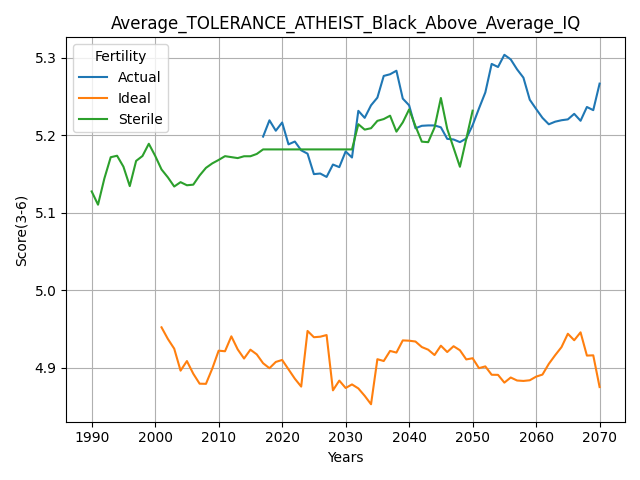 Average_TOLERANCE_ATHEIST_Black_Above_Average_IQ
Fertility
Actual
Ideal
Sterile
Score(3-6)
5.3
5.2
5.1
5.0
4.9
1990 2000 2010 2020 2030 2040 2050 2060 2070
Years